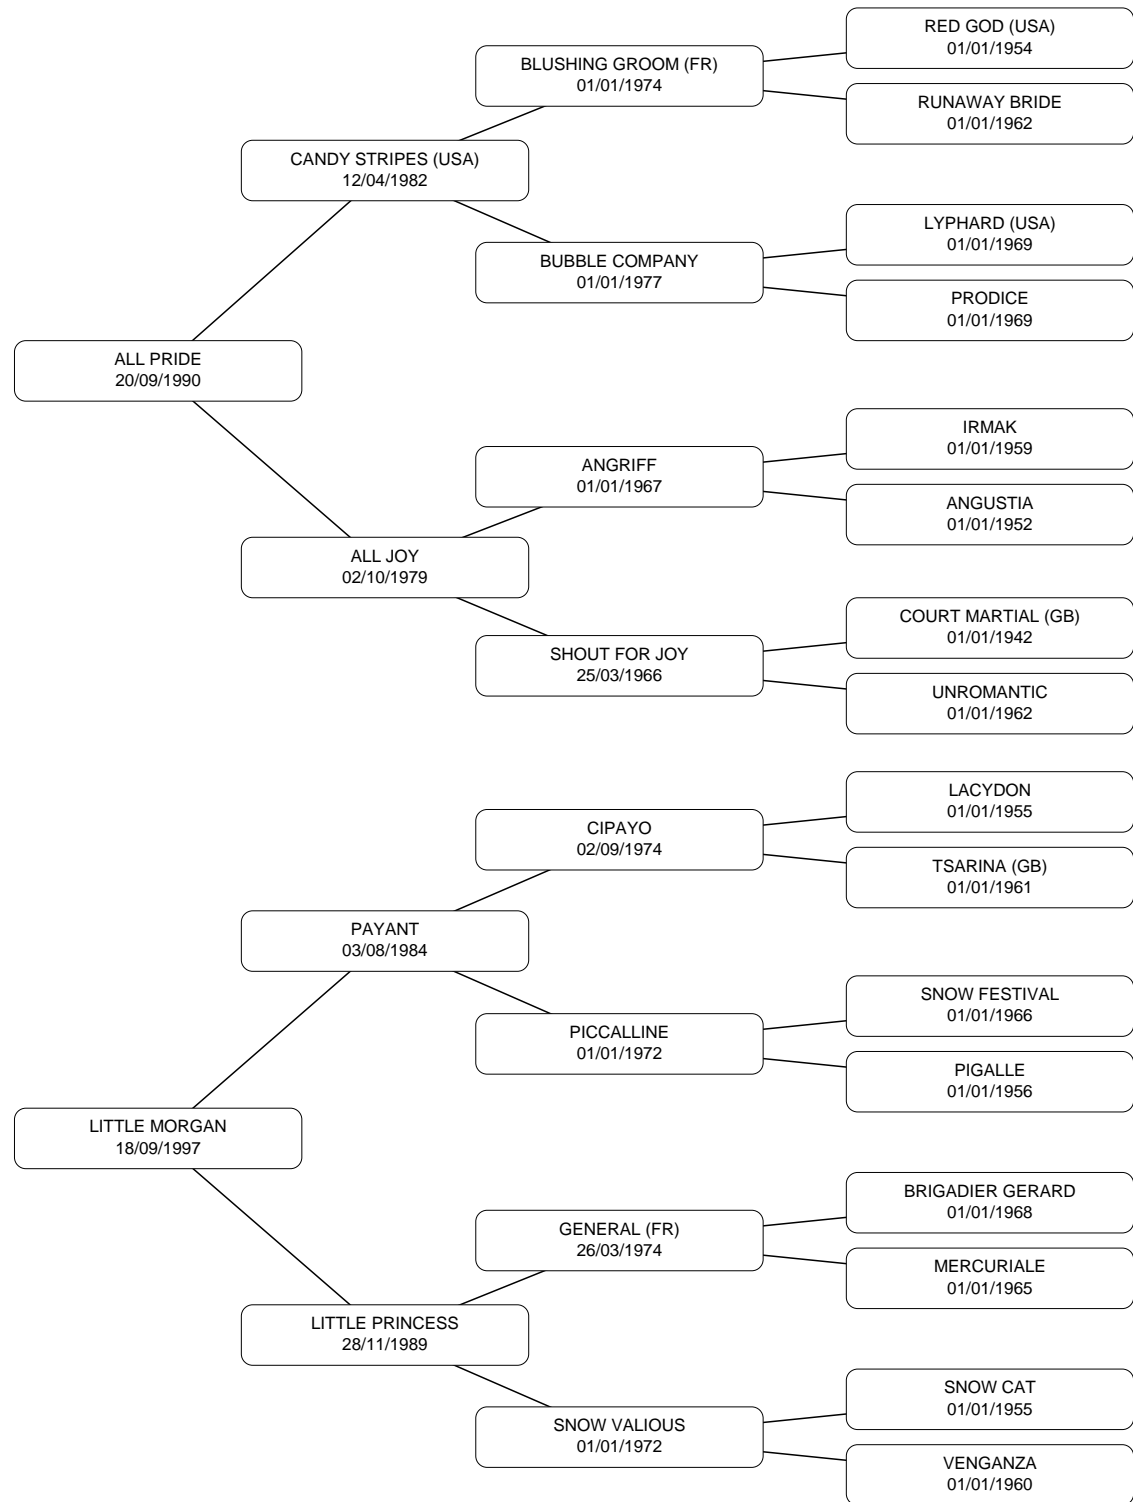 RED GOD (USA)
01/01/1954
BLUSHING GROOM (FR)
01/01/1974
RUNAWAY BRIDE
01/01/1962
CANDY STRIPES (USA)
12/04/1982
LYPHARD (USA)
01/01/1969
BUBBLE COMPANY
01/01/1977
PRODICE
01/01/1969
ALL PRIDE
20/09/1990
IRMAK
01/01/1959
ANGRIFF
01/01/1967
ANGUSTIA
01/01/1952
ALL JOY
02/10/1979
COURT MARTIAL (GB)
01/01/1942
SHOUT FOR JOY
25/03/1966
UNROMANTIC
01/01/1962
LACYDON
01/01/1955
CIPAYO
02/09/1974
TSARINA (GB)
01/01/1961
PAYANT
03/08/1984
SNOW FESTIVAL
01/01/1966
PICCALLINE
01/01/1972
PIGALLE
01/01/1956
LITTLE MORGAN
18/09/1997
BRIGADIER GERARD
01/01/1968
GENERAL (FR)
26/03/1974
MERCURIALE
01/01/1965
LITTLE PRINCESS
28/11/1989
SNOW CAT
01/01/1955
SNOW VALIOUS
01/01/1972
VENGANZA
01/01/1960